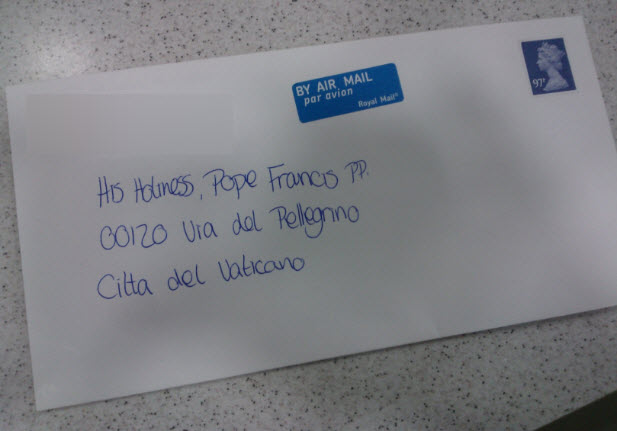 BY AIR MAIL
par avion
Royal Mail®
97p
His Holiness, Pope Francis PP.
00120 Via del Pellegrino
Citta del Vaticano